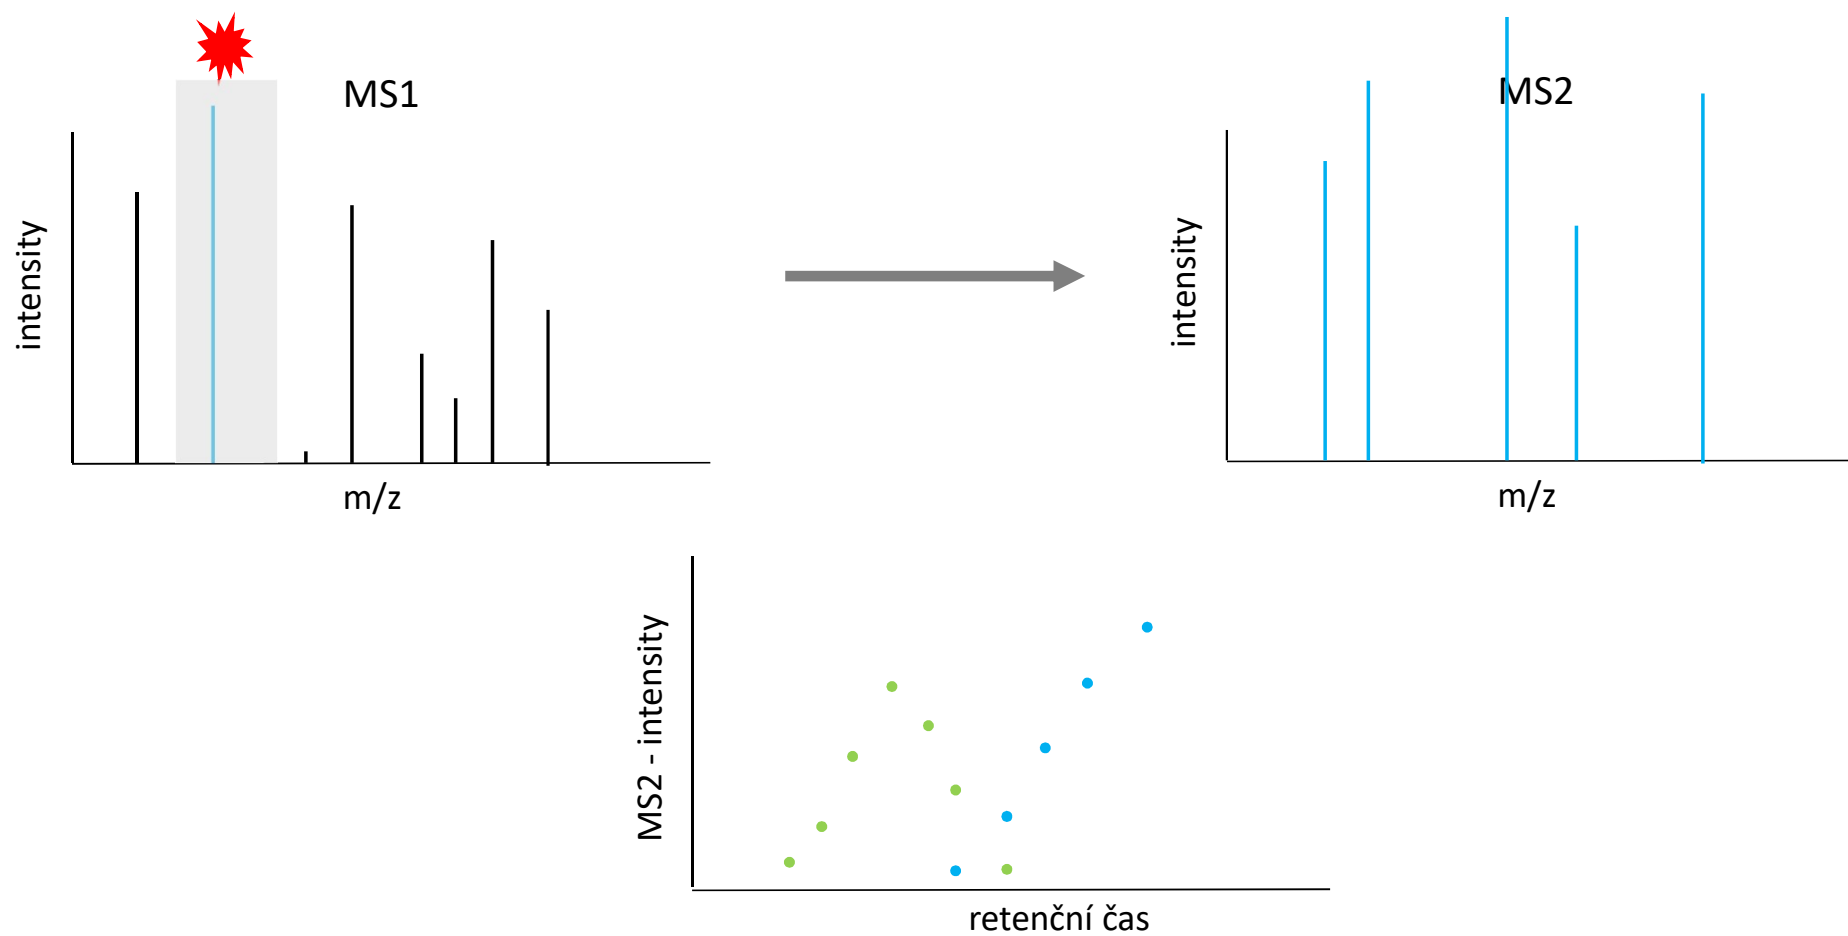 MS1
intensity
m/z
MS2
intensity
m/z
MS2 - intensity
retenční čas